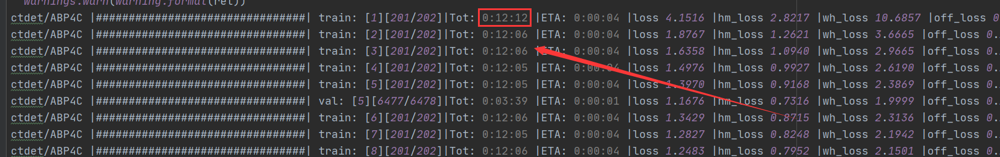 warnings.warn(warning.format(ret))
ctdet/ABP4C |################################| train: [1][201/202]|Tot: 0:12:12 |ETA: 0:00:04 |loss 4.1516 |hm_loss 2.8217 |wh_loss 10.6857 |off_loss 0
ctdet/ABP4C |################################| train: [2][201/202]|Tot: 0:12:06 |ETA: 0:00:04 |loss 1.8767 |hm_loss 1.2621 |wh_loss 3.6665 |off_loss 0.
ctdet/ABP4C |################################| train: [3][201/202]|Tot: 0:12:06 |ETA: 0:00:04 |loss 1.6358 |hm_loss 1.0940 |wh_loss 2.9665 |off_loss 0.
ctdet/ABP4C |################################| train: [4][201/202]|Tot: 0:12:05 |ETA: 0:00:04 |loss 1.4976 |hm_loss 0.9927 |wh_loss 2.6190 |off_loss 0.
ctdet/ABP4C |################################| train: [5][201/202]|Tot: 0:12:05 |ETA: 0:00:04 |loss 1.3970 |hm_loss 0.9168 |wh_loss 2.3869 |off_loss 0.
ctdet/ABP4C |################################| val: [5][6477/6478]|Tot: 0:03:39 |ETA: 0:00:01 |loss 1.1676 |hm_loss 0.7316 |wh_loss 1.9999 |off_loss 0.
ctdet/ABP4C |################################| train: [6][201/202]|Tot: 0:12:06 |ETA: 0:00:04 |loss 1.3429 |hm_loss 0.8715 |wh_loss 2.3136 |off_loss 0.
ctdet/ABP4C |################################| train: [7][201/202]|Tot: 0:12:05 |ETA: 0:00:04 |loss 1.2827 |hm_loss 0.8248 |wh_loss 2.1942 |off_loss 0.
ctdet/ABP4C |################################| train: [8][201/202]|Tot: 0:12:06 |ETA: 0:00:04 |loss 1.2483 |hm_loss 0.7952 |wh_loss 2.1501 |off_loss 0.